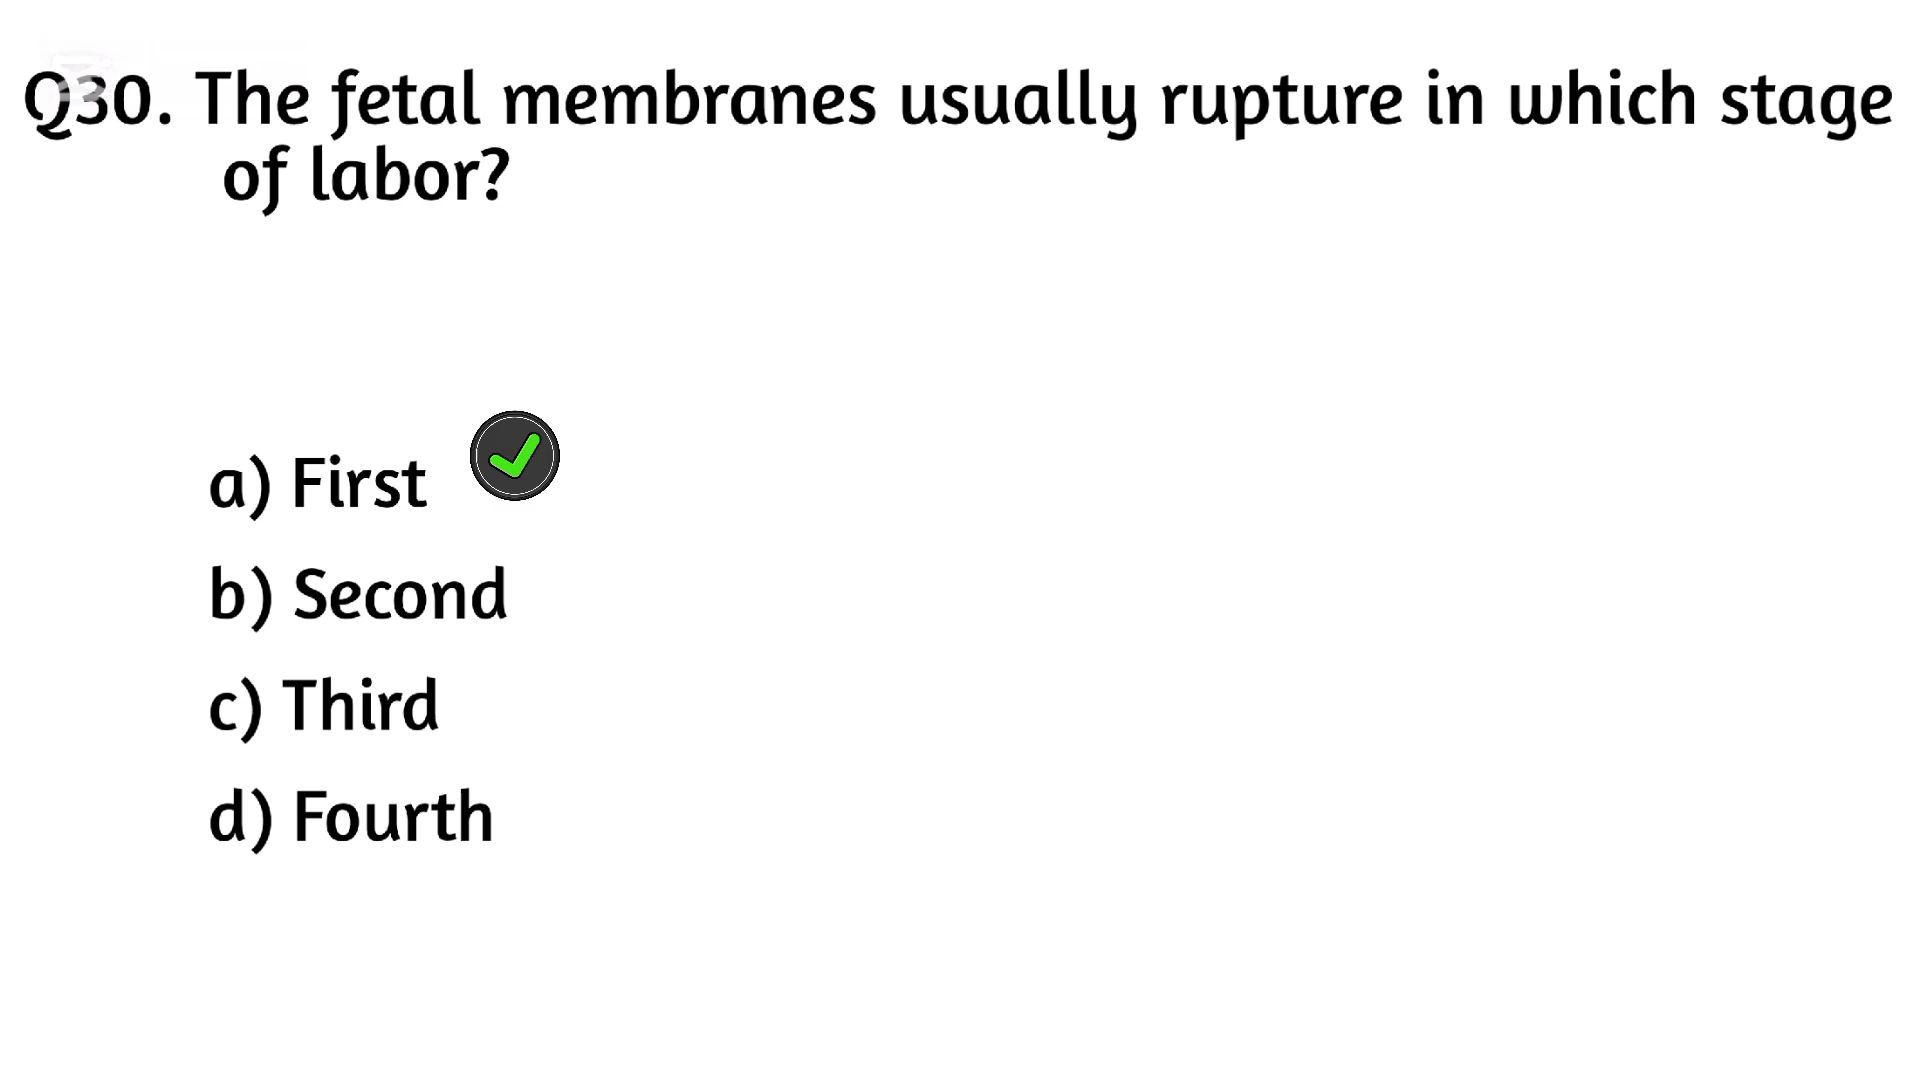 Q30. The fetal membranes usually rupture in which stage
of labor?
a) First
b) Second
c) Third
d) Fourth